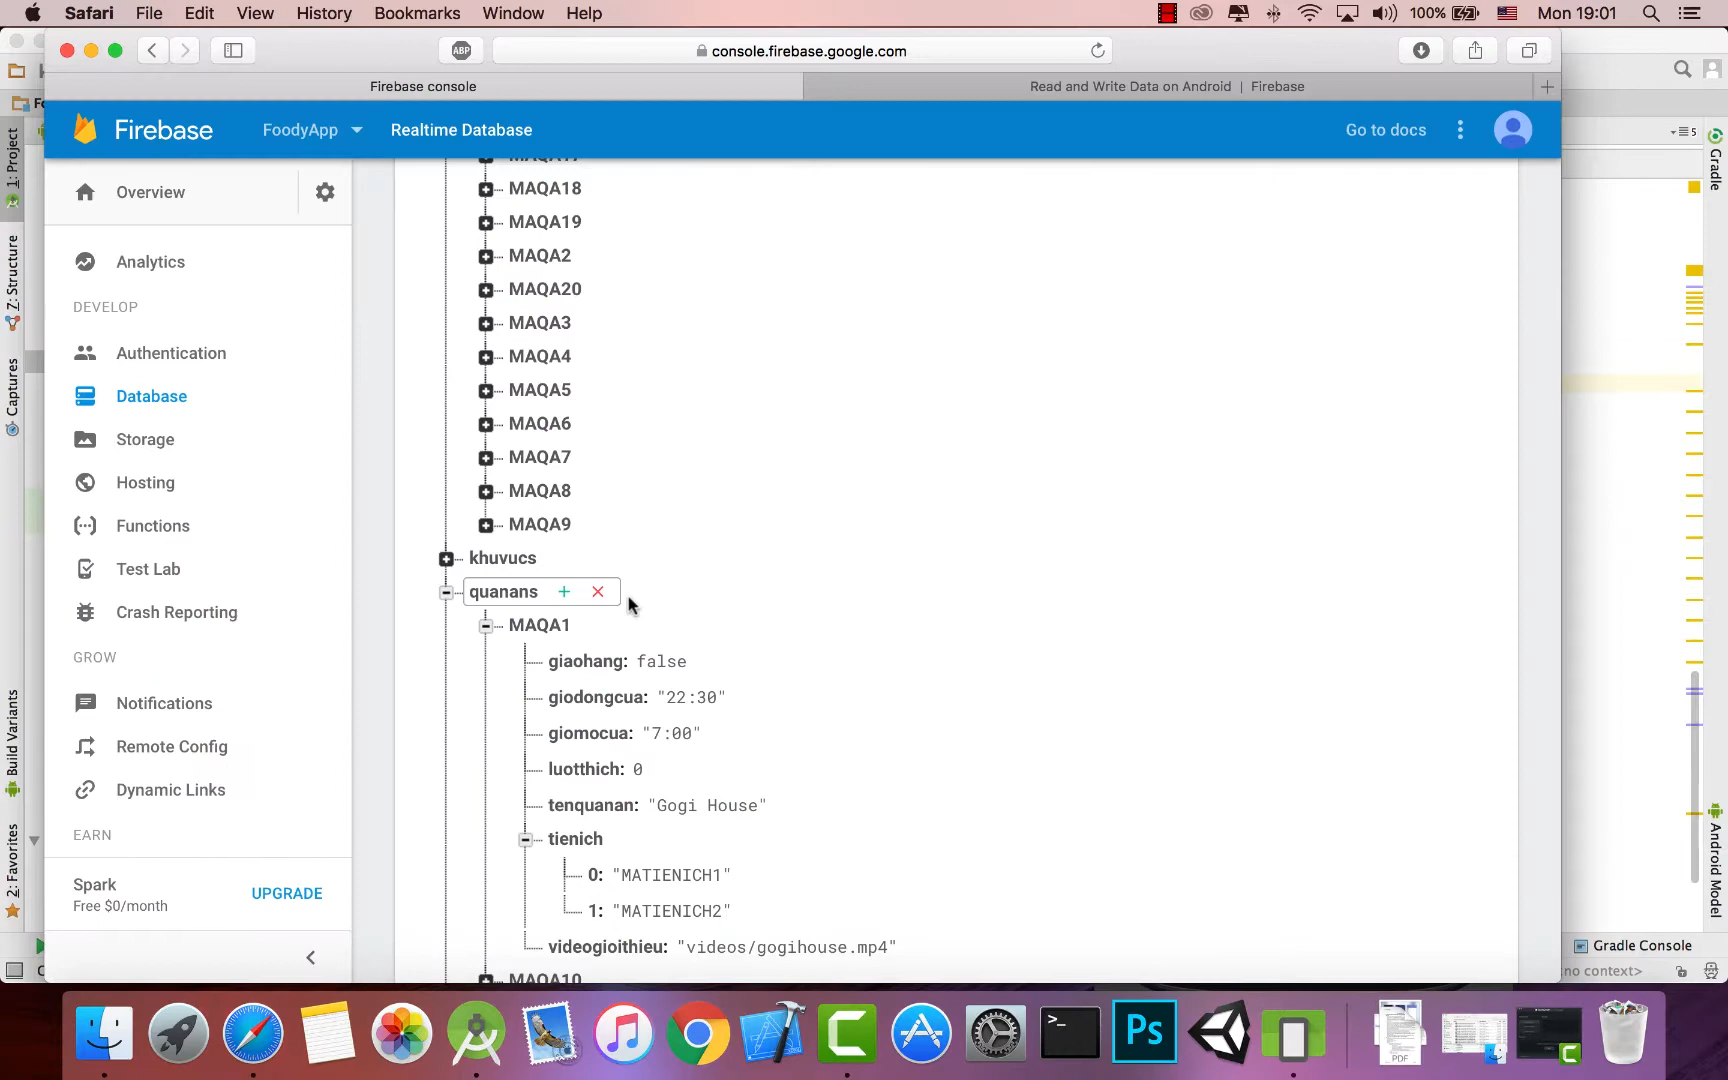 Safari File Edit View History Bookmarks Window Help 100% Mon 19:01
ABP console.firebase.google.com
Firebase console Read and Write Data on Android | Firebase
Firebase FoodyApp Realtime Database Go to docs
Overview
Analytics
DEVELOP
Authentication
Database
Storage
Hosting
Functions
Test Lab
Crash Reporting
GROW
Notifications
Remote Config
Dynamic Links
EARN
Spark
Free $0/month
UPGRADE
MAQA17
MAQA18
MAQA19
MAQA2
MAQA20
MAQA3
MAQA4
MAQA5
MAQA6
MAQA7
MAQA8
MAQA9
khuvucs
quanans
MAQA1
giaohang: false
giodongcua: "22:30"
giomocua: "7:00"
luotthich: 0
tenquanan: "Gogi House"
tienich
0: "MATIENICH1"
1: "MATIENICH2"
videogioithieu: "videos/gogihouse.mp4"
MAQA10
1: Project
Z: Structure
Captures
Build Variants
2: Favorites
5
Gradle
Android Model
Gradle Console
no context>
Ps
PDF